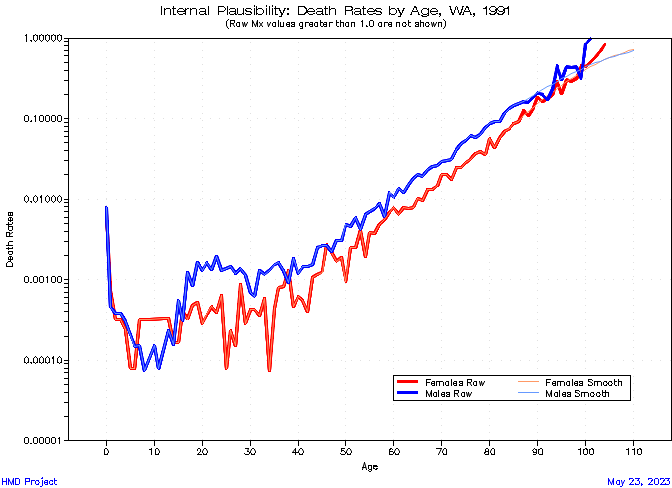 Internal Plausibility: Death Rates by Age, WA, 1991
(Raw Mx values greater than 1.0 are not shown)
1.00000
0.10000
0.01000
0.00100
0.00010
0.00001
Death Rates
0 10 20 30 40 50 60 70 80 90 100 110
Age
Females Raw Females Smooth
Males Raw Males Smooth
HMD Project May 23, 2023